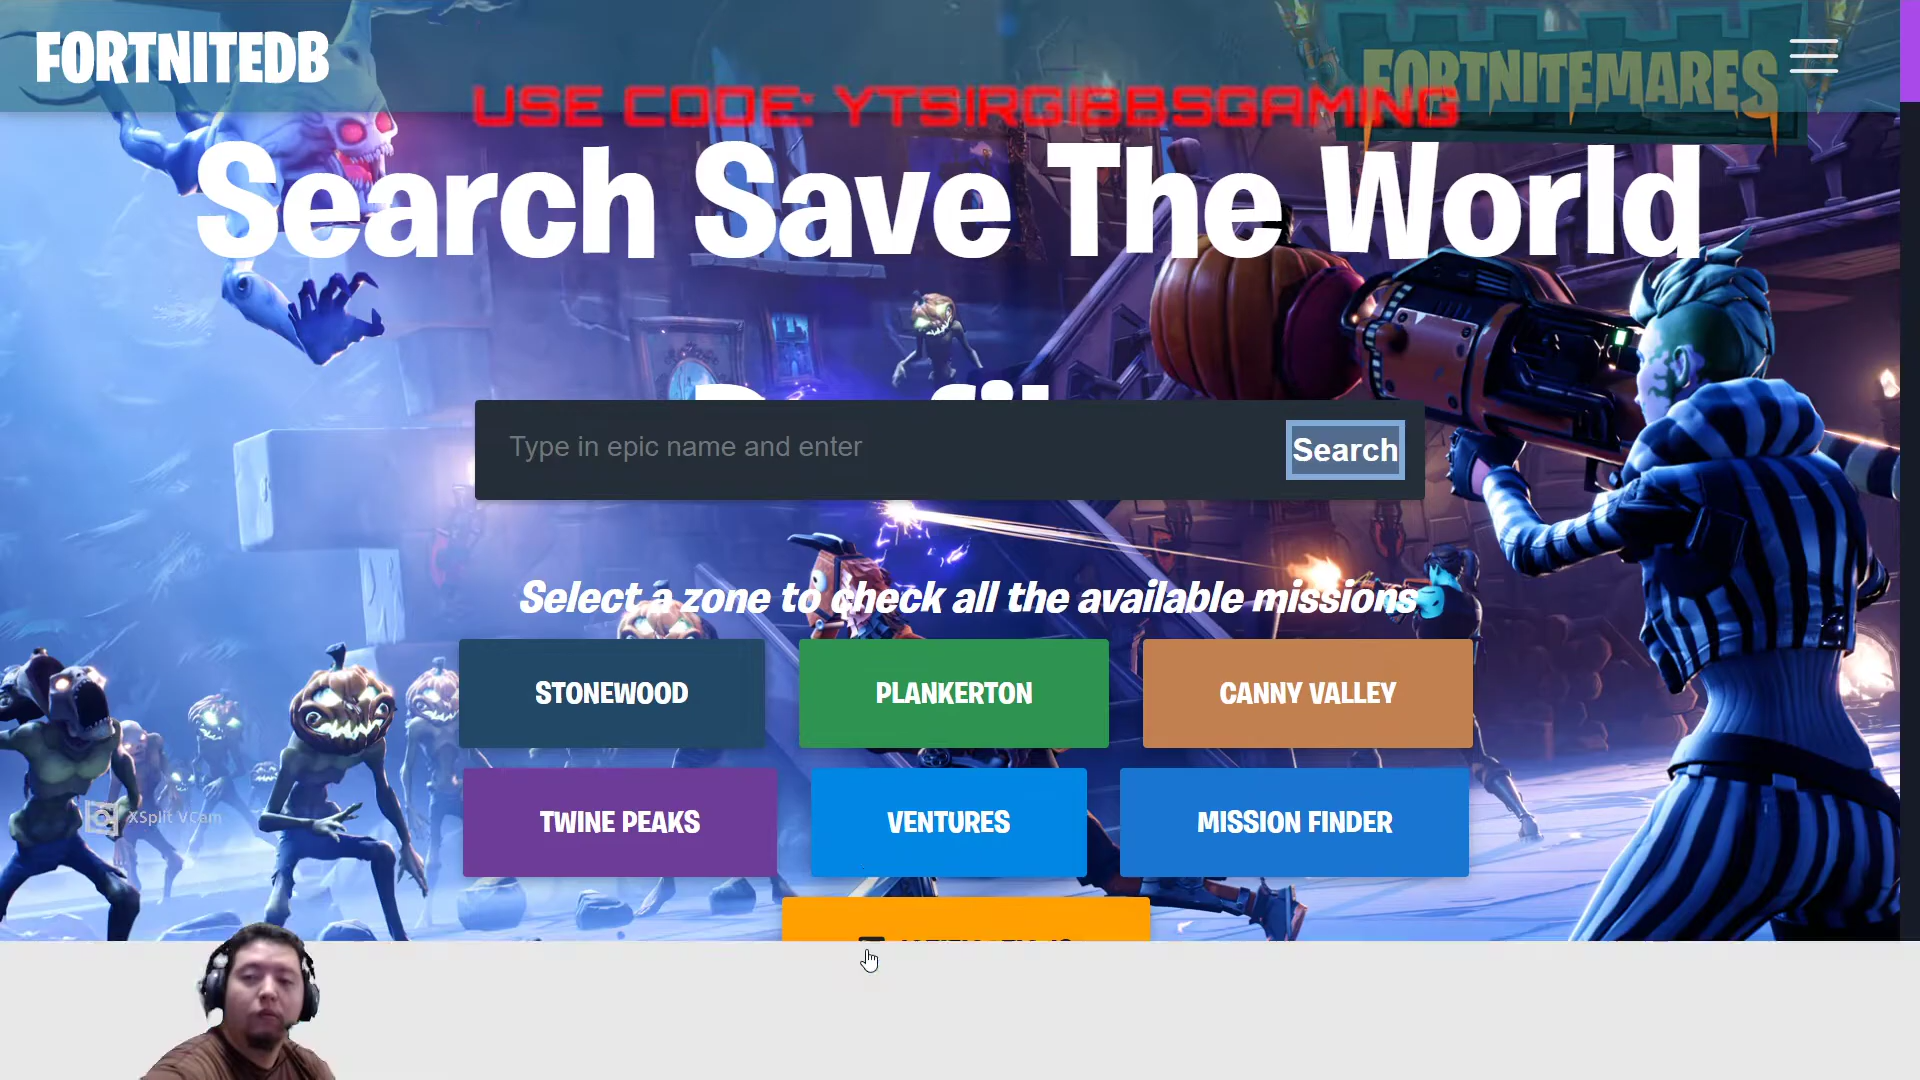 FORTNITEDB
FORTNITEMARES
USE CODE: YTSIRGIBBSGAMING
Search Save The World
Type in epic name and enter
Search
Select a zone to check all the available missions
STONEWOOD
PLANKERTON
CANNY VALLEY
TWINE PEAKS
VENTURES
MISSION FINDER
XSplit VCam